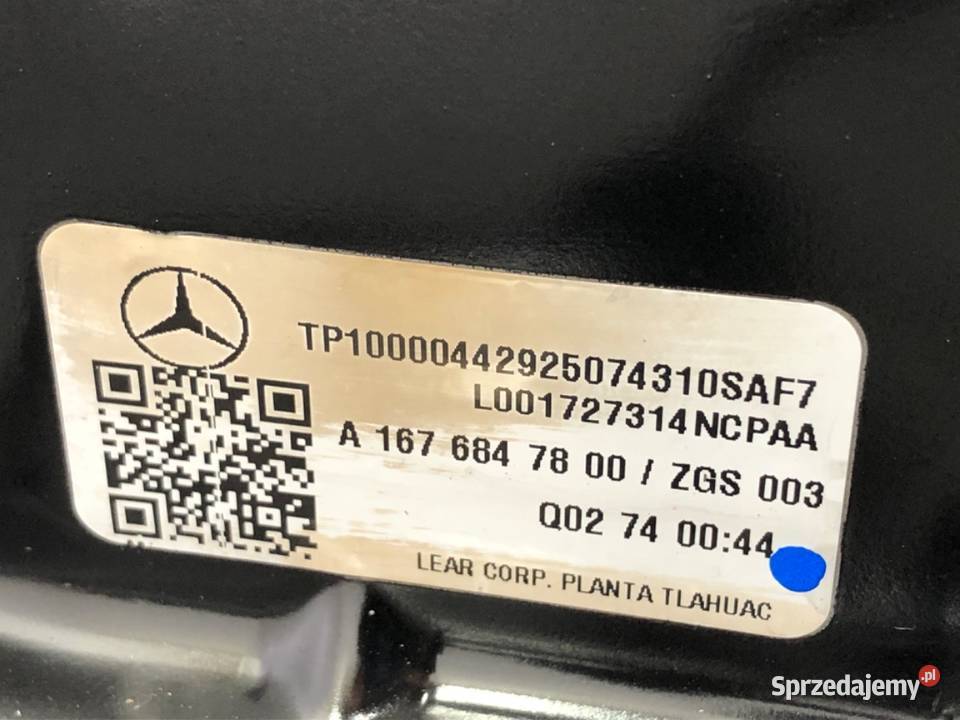 TP10000442925074310SAF7
L001727314NCPAA
A 167 684 78 00 / ZGS 003
Q02 74 00:44
LEAR CORP. PLANTA TLAHUAC
Sprzedajemy.pl